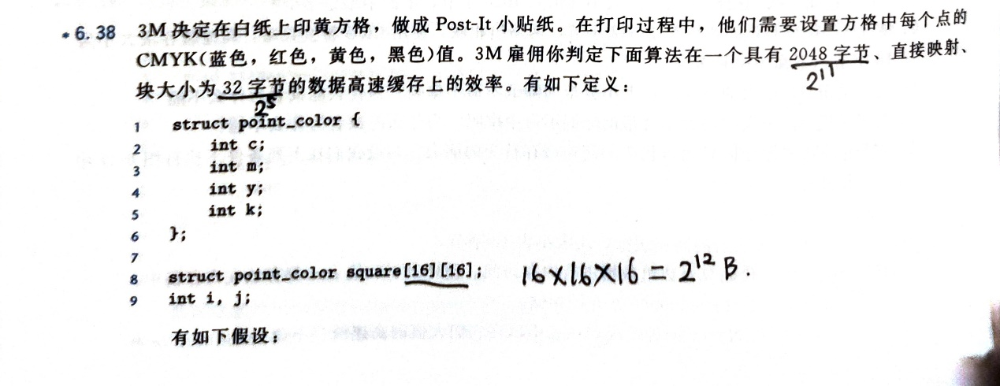 *6.38 3M决定在白纸上印黄方格，做成 Post-It 小贴纸。在打印过程中，他们需要设置方格中每个点的
CMYK(蓝色，红色，黄色，黑色)值。3M 雇佣你判定下面算法在一个具有 2048 字节、直接映射、
2^11
块大小为 32 字节的数据高速缓存上的效率。有如下定义：
2^5
1 struct point_color {
2 int c;
3 int m;
4 int y;
5 int k;
6 };
7
8 struct point_color square[16][16]; 16×16×16 = 2^12 B.
9 int i, j;
有如下假设：